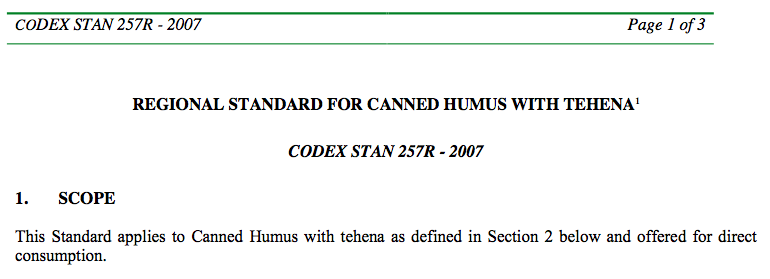 CODEX STAN 257R - 2007 Page 1 of 3
REGIONAL STANDARD FOR CANNED HUMUS WITH TEHENA¹
CODEX STAN 257R - 2007
1. SCOPE
This Standard applies to Canned Humus with tehena as defined in Section 2 below and offered for direct
consumption.